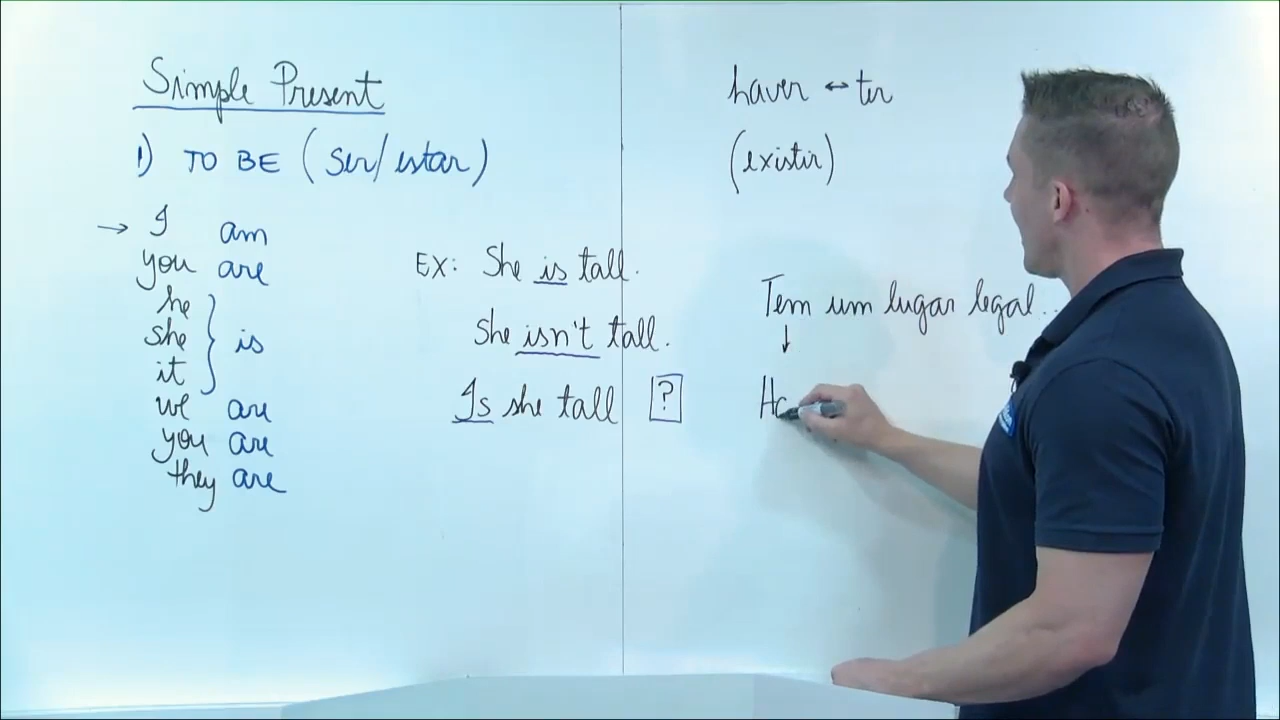 Simple Present
1) TO BE (ser/estar)
→ I am
you are
he
she } is
it
we are
you are
they are
EX: She is tall.
She isn't tall.
Is she tall ?
haver ↔ ter
(existir)
Tem um lugar legal...
↓